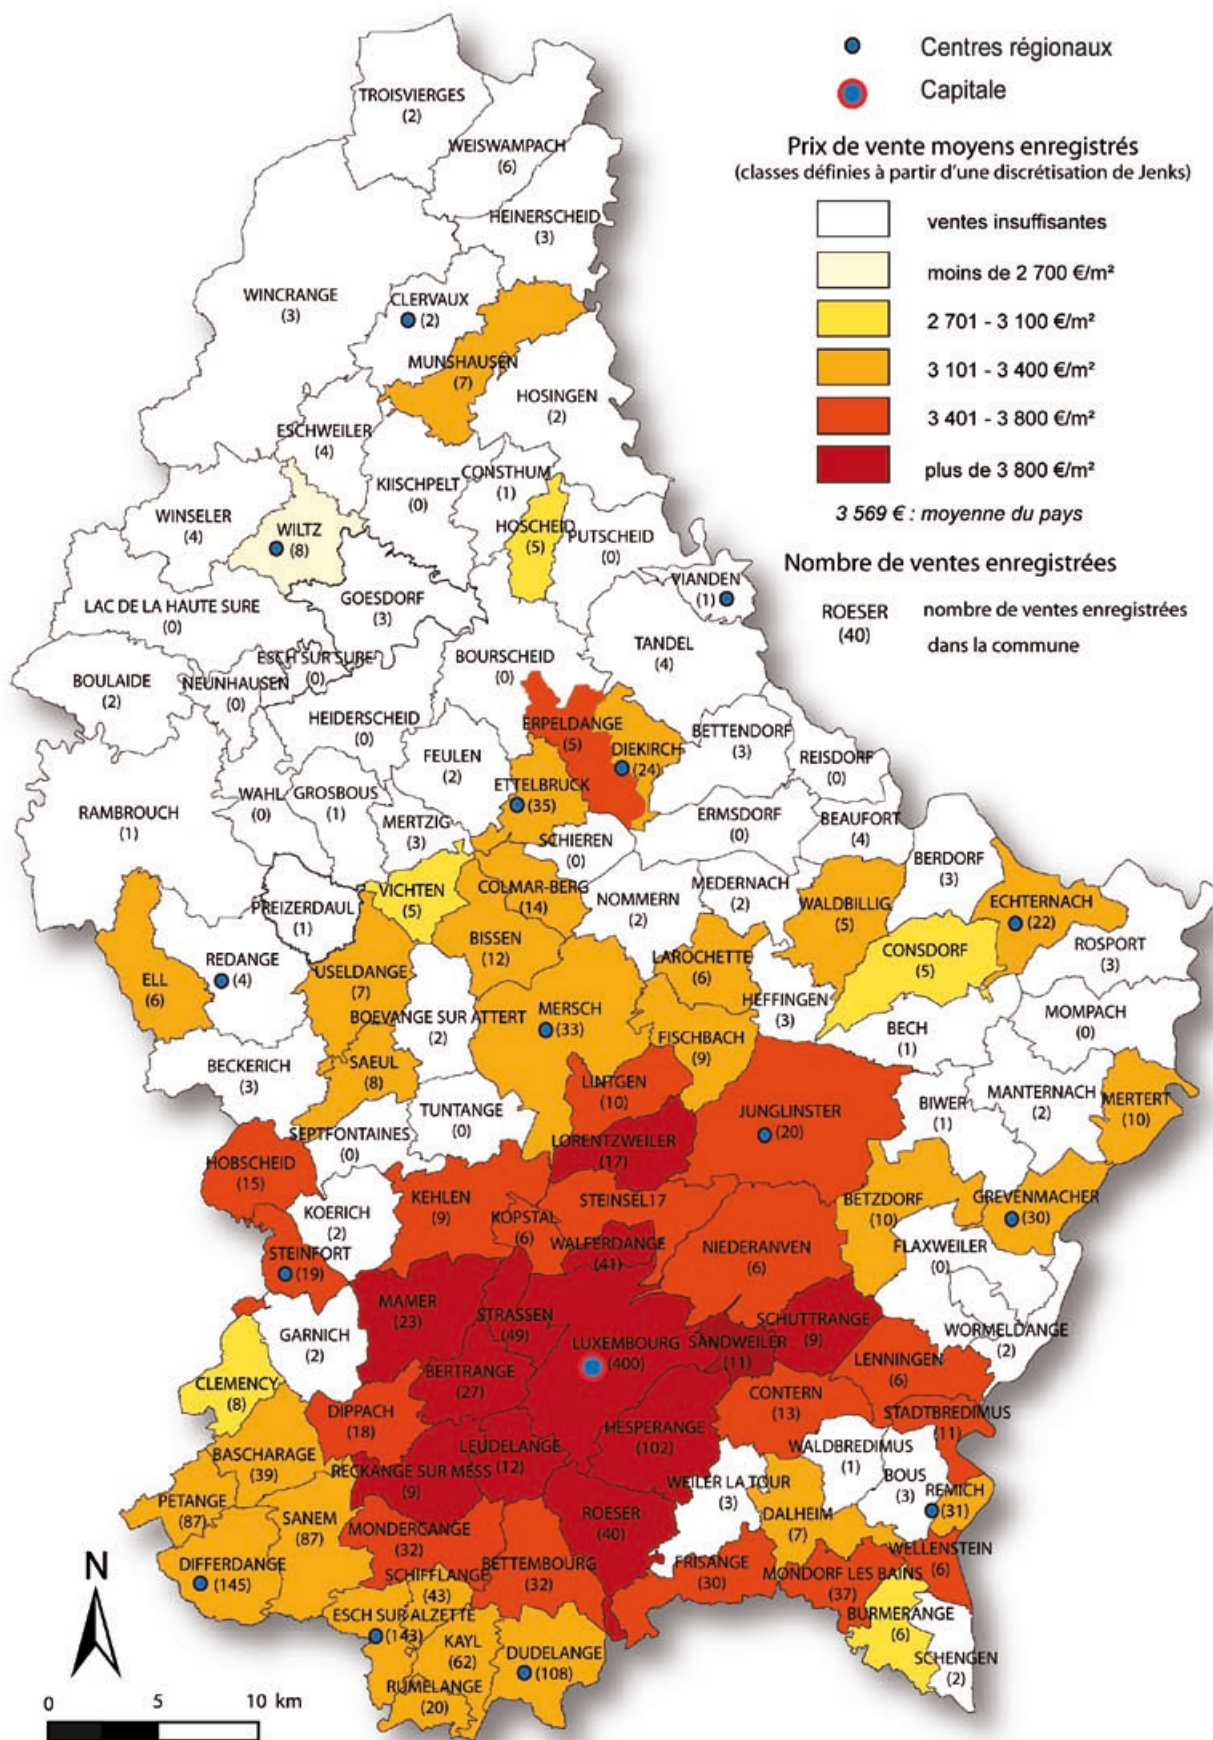 Centres régionaux
Capitale
Prix de vente moyens enregistrés
(classes définies à partir d'une discrétisation de Jenks)
ventes insuffisantes
moins de 2 700 €/m²
2 701 - 3 100 €/m²
3 101 - 3 400 €/m²
3 401 - 3 800 €/m²
plus de 3 800 €/m²
3 569 € : moyenne du pays
Nombre de ventes enregistrées
ROESER
(40)
nombre de ventes enregistrées
dans la commune
TROISVIERGES
(2)
WEISWAMPACH
(6)
HEINERSCHEID
(3)
WINCRANGE
(3)
CLERVAUX
(2)
MUNSHAUSEN
(7)
HOSINGEN
(2)
ESCHWEILER
(4)
KIISCHPELT
(0)
CONSTHUM
(1)
WINSELER
(4)
WILTZ
(8)
HOSCHEID
(5)
PUTSCHEID
(0)
VIANDEN
(1)
LAC DE LA HAUTE SURE
(0)
GOESDORF
(3)
TANDEL
(4)
BOURSCHEID
(0)
ESCH SUR SURE
(0)
BOULAIDE
(2)
NEUNHAUSEN
(0)
HEIDERSCHEID
(0)
ERPELDANGE
(5)
DIEKIRCH
(24)
BETTENDORF
(3)
REISDORF
(0)
FEULEN
(2)
ETTELBRUCK
(35)
RAMBROUCH
(1)
WAHL
(0)
GROSBOUS
(1)
MERTZIG
(3)
SCHIEREN
(0)
ERMSDORF
(0)
BEAUFORT
(4)
BERDORF
(3)
VICHTEN
(5)
COLMAR-BERG
(14)
NOMMERN
(2)
MEDERNACH
(2)
WALDBILLIG
(5)
ECHTERNACH
(22)
PREIZERDAUL
(1)
BISSEN
(12)
CONSDORF
(5)
ROSPORT
(3)
ELL
(6)
REDANGE
(4)
USELDANGE
(7)
LAROCHETTE
(6)
HEFFINGEN
(3)
BOEVANGE SUR ATTERT
(2)
MERSCH
(33)
FISCHBACH
(9)
BECH
(1)
MOMPACH
(0)
BECKERICH
(3)
SAEUL
(8)
LINTGEN
(10)
JUNGLINSTER
(20)
BIWER
(1)
MANTERNACH
(2)
MERTERT
(10)
TUNTANGE
(0)
SEPTFONTAINES
(0)
LORENTZWEILER
(17)
HOBSCHEID
(15)
KOERICH
(2)
KEHLEN
(9)
KOPSTAL
(6)
STEINSEL17
BETZDORF
(10)
GREVENMACHER
(30)
STEINFORT
(19)
WALFERDANGE
(41)
NIEDERANVEN
(6)
FLAXWEILER
(0)
MAMER
(23)
STRASSEN
(49)
LUXEMBOURG
(400)
SANDWEILER
(11)
SCHUTTRANGE
(9)
WORMELDANGE
(2)
GARNICH
(2)
BERTRANGE
(27)
LENNINGEN
(6)
CLEMENCY
(8)
DIPPACH
(18)
CONTERN
(13)
STADTBREDIMUS
(11)
BASCHARAGE
(39)
LEUDELANGE
(12)
HESPERANGE
(102)
WALDBREDIMUS
(1)
RECKANGE SUR MESS
(9)
WEILER LA TOUR
(3)
BOUS
(3)
REMICH
(31)
PETANGE
(87)
SANEM
(87)
ROESER
(40)
DALHEIM
(7)
MONDERCANGE
(32)
BETTEMBOURG
(32)
FRISANGE
(30)
WELLENSTEIN
(6)
DIFFERDANGE
(145)
SCHIFFLANGE
(43)
MONDORF LES BAINS
(37)
ESCH SUR ALZETTE
(143)
BURMERANGE
(6)
KAYL
(62)
DUDELANGE
(108)
SCHENGEN
(2)
RUMELANGE
(20)
N
0 5 10 km